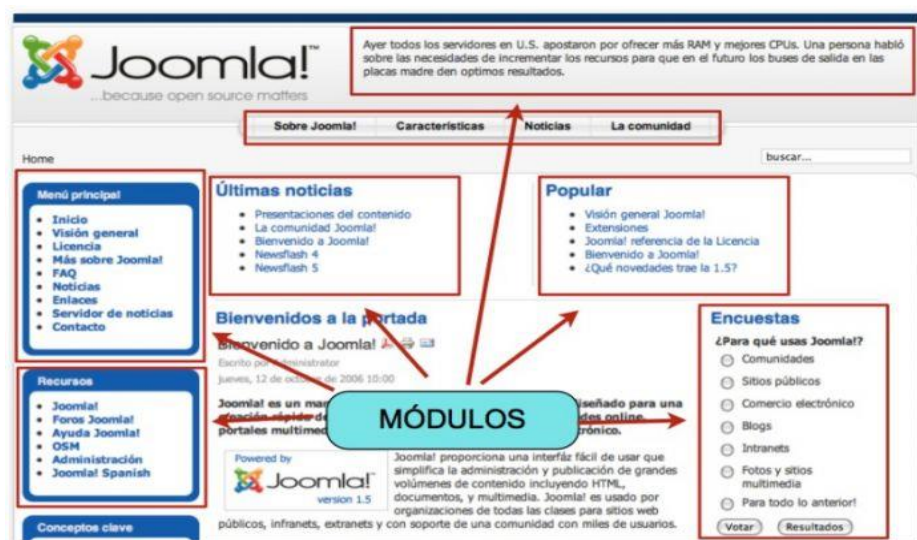 Joomla!™
...because open source matters
Ayer todos los servidores en U.S. apostaron por ofrecer más RAM y mejores CPUs. Una persona habló
sobre las necesidades de incrementar los recursos para que en el futuro los buses de salida en las
placas madre den optimos resultados.
Sobre Joomla! Características Noticias La comunidad
Home
buscar...
Menú principal
Inicio
Visión general
Licencia
Más sobre Joomla!
FAQ
Noticias
Enlaces
Servidor de noticias
Contacto
Recursos
Joomla!
Foros Joomla!
Ayuda Joomla!
OSM
Administración
Joomla! Spanish
Conceptos clave
Últimas noticias
Presentaciones del contenido
La comunidad Joomla!
Bienvenido a Joomla!
Newsflash 4
Newsflash 5
Popular
Visión general Joomla!
Extensiones
Joomla! referencia de la Licencia
Bienvenido a Joomla!
¿Qué novedades trae la 1.5?
Bienvenidos a la portada
Bienvenido a Joomla!
Escrito por Administrator
jueves, 12 de octubre de 2006 10:00
Joomla! es un para una
creación rápida de online,
portales
MÓDULOS
Powered by
Joomla!
version 1.5
Joomla! proporciona una interfáz fácil de usar que
simplifica la administración y publicación de grandes
volúmenes de contenido incluyendo HTML,
documentos, y multimedia. Joomla! es usado por
organizaciones de todas las clases para sitios web
públicos, infranets, extranets y con soporte de una comunidad con miles de usuarios.
Encuestas
¿Para qué usas Joomla!?
Comunidades
Sitios públicos
Comercio electrónico
Blogs
Intranets
Fotos y sitios
multimedia
Para todo lo anterior!
Votar Resultados